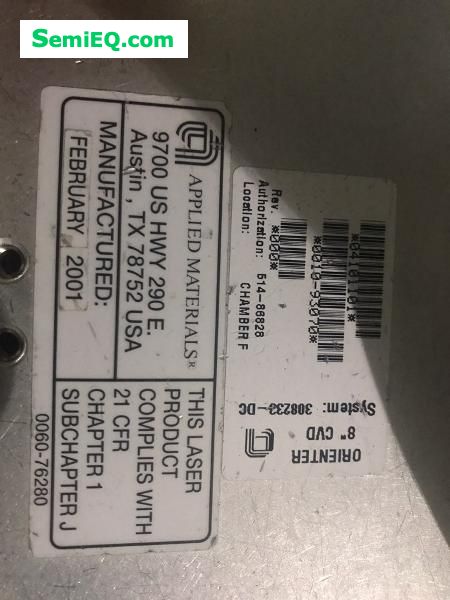 SemiEQ.com
APPLIED MATERIALS®
9700 US HWY 290 E.
Austin , TX 78752 USA
MANUFACTURED:
FEBRUARY 2001
THIS LASER
PRODUCT
COMPLIES WITH
21 CFR
CHAPTER 1
SUBCHAPTER J
0060-76280
ORIENTER
8" CVD
System: 308233-DC
*04101101*
*0010-93070*
Rev. *000*
Authorization: 514-86828
Location: CHAMBER F